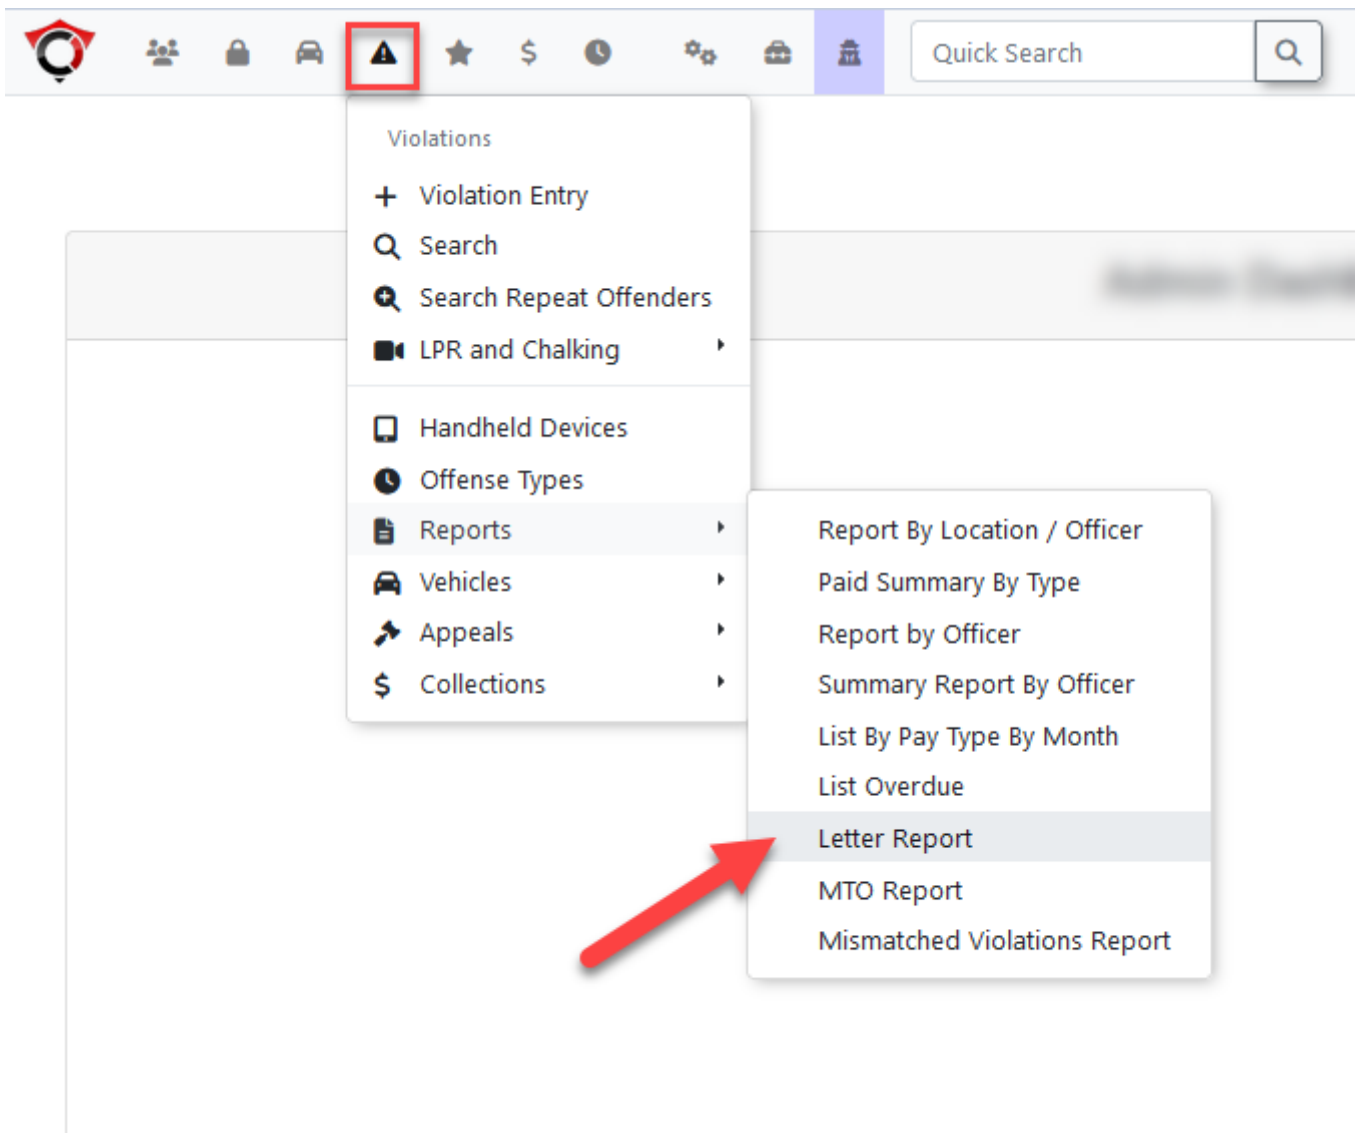 Quick Search
Violations
Violation Entry
Search
Search Repeat Offenders
LPR and Chalking
Handheld Devices
Offense Types
Reports
Vehicles
Appeals
Collections
Report By Location / Officer
Paid Summary By Type
Report by Officer
Summary Report By Officer
List By Pay Type By Month
List Overdue
Letter Report
MTO Report
Mismatched Violations Report